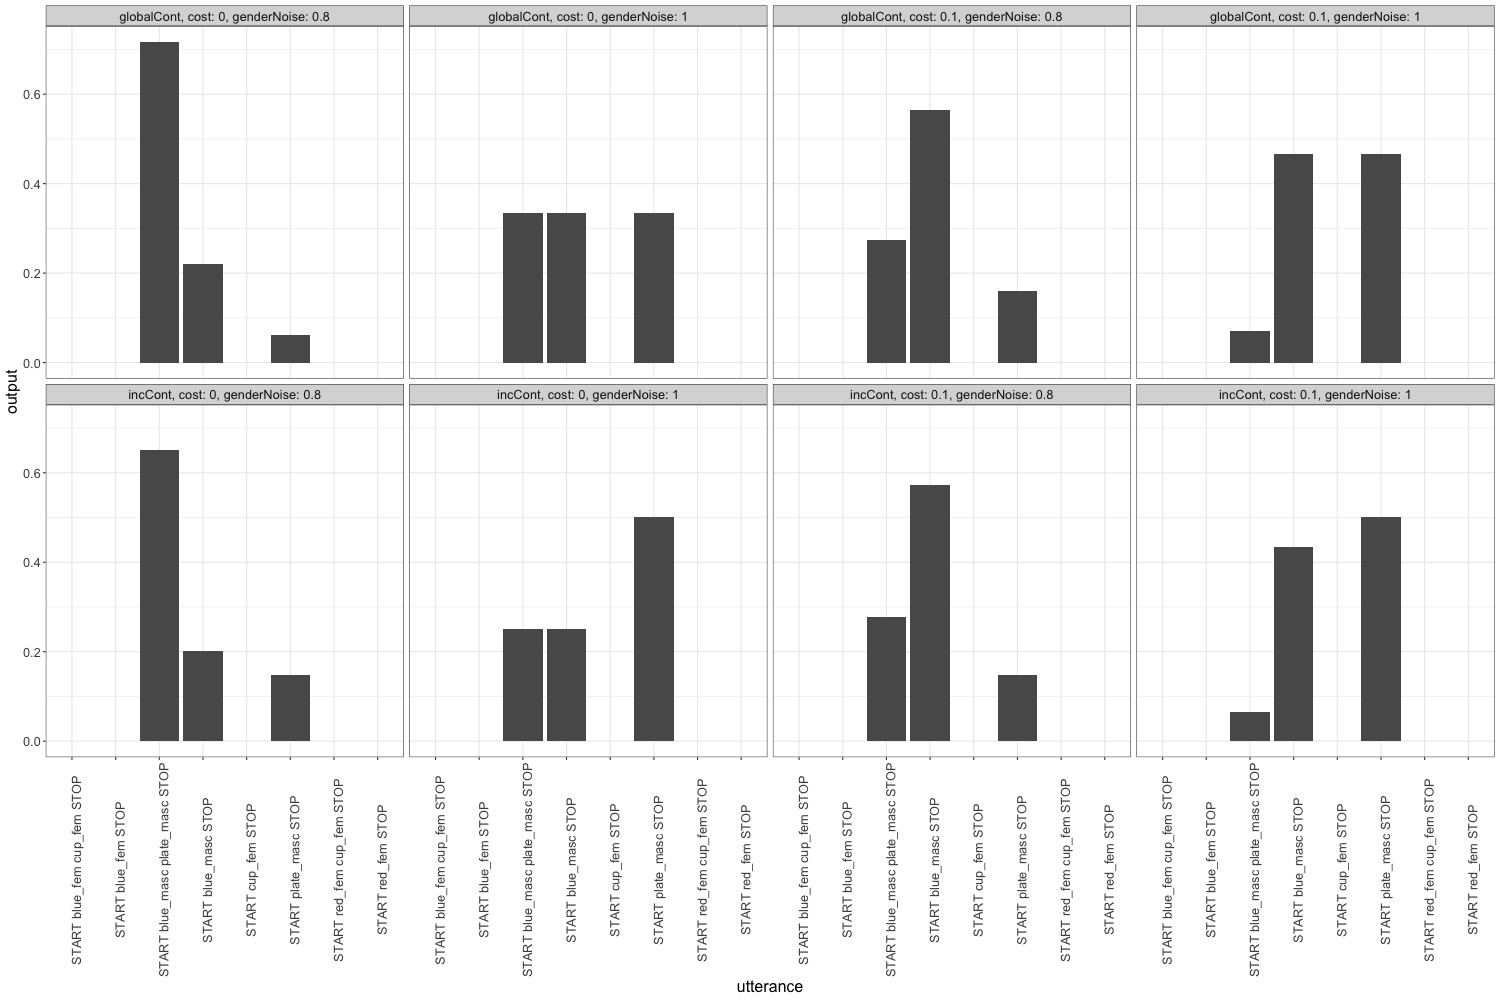 globalCont, cost: 0, genderNoise: 0.8
globalCont, cost: 0, genderNoise: 1
globalCont, cost: 0.1, genderNoise: 0.8
globalCont, cost: 0.1, genderNoise: 1
0.6
0.4
0.2
0.0
output
incCont, cost: 0, genderNoise: 0.8
incCont, cost: 0, genderNoise: 1
incCont, cost: 0.1, genderNoise: 0.8
incCont, cost: 0.1, genderNoise: 1
0.6
0.4
0.2
0.0
START blue_fem cup_fem STOP
START blue_fem STOP
START blue_masc plate_masc STOP
START blue_masc STOP
START cup_fem STOP
START plate_masc STOP
START red_fem cup_fem STOP
START red_fem STOP
START blue_fem cup_fem STOP
START blue_fem STOP
START blue_masc plate_masc STOP
START blue_masc STOP
START cup_fem STOP
START plate_masc STOP
START red_fem cup_fem STOP
START red_fem STOP
START blue_fem cup_fem STOP
START blue_fem STOP
START blue_masc plate_masc STOP
START blue_masc STOP
START cup_fem STOP
START plate_masc STOP
START red_fem cup_fem STOP
START red_fem STOP
START blue_fem cup_fem STOP
START blue_fem STOP
START blue_masc plate_masc STOP
START blue_masc STOP
START cup_fem STOP
START plate_masc STOP
START red_fem cup_fem STOP
START red_fem STOP
utterance